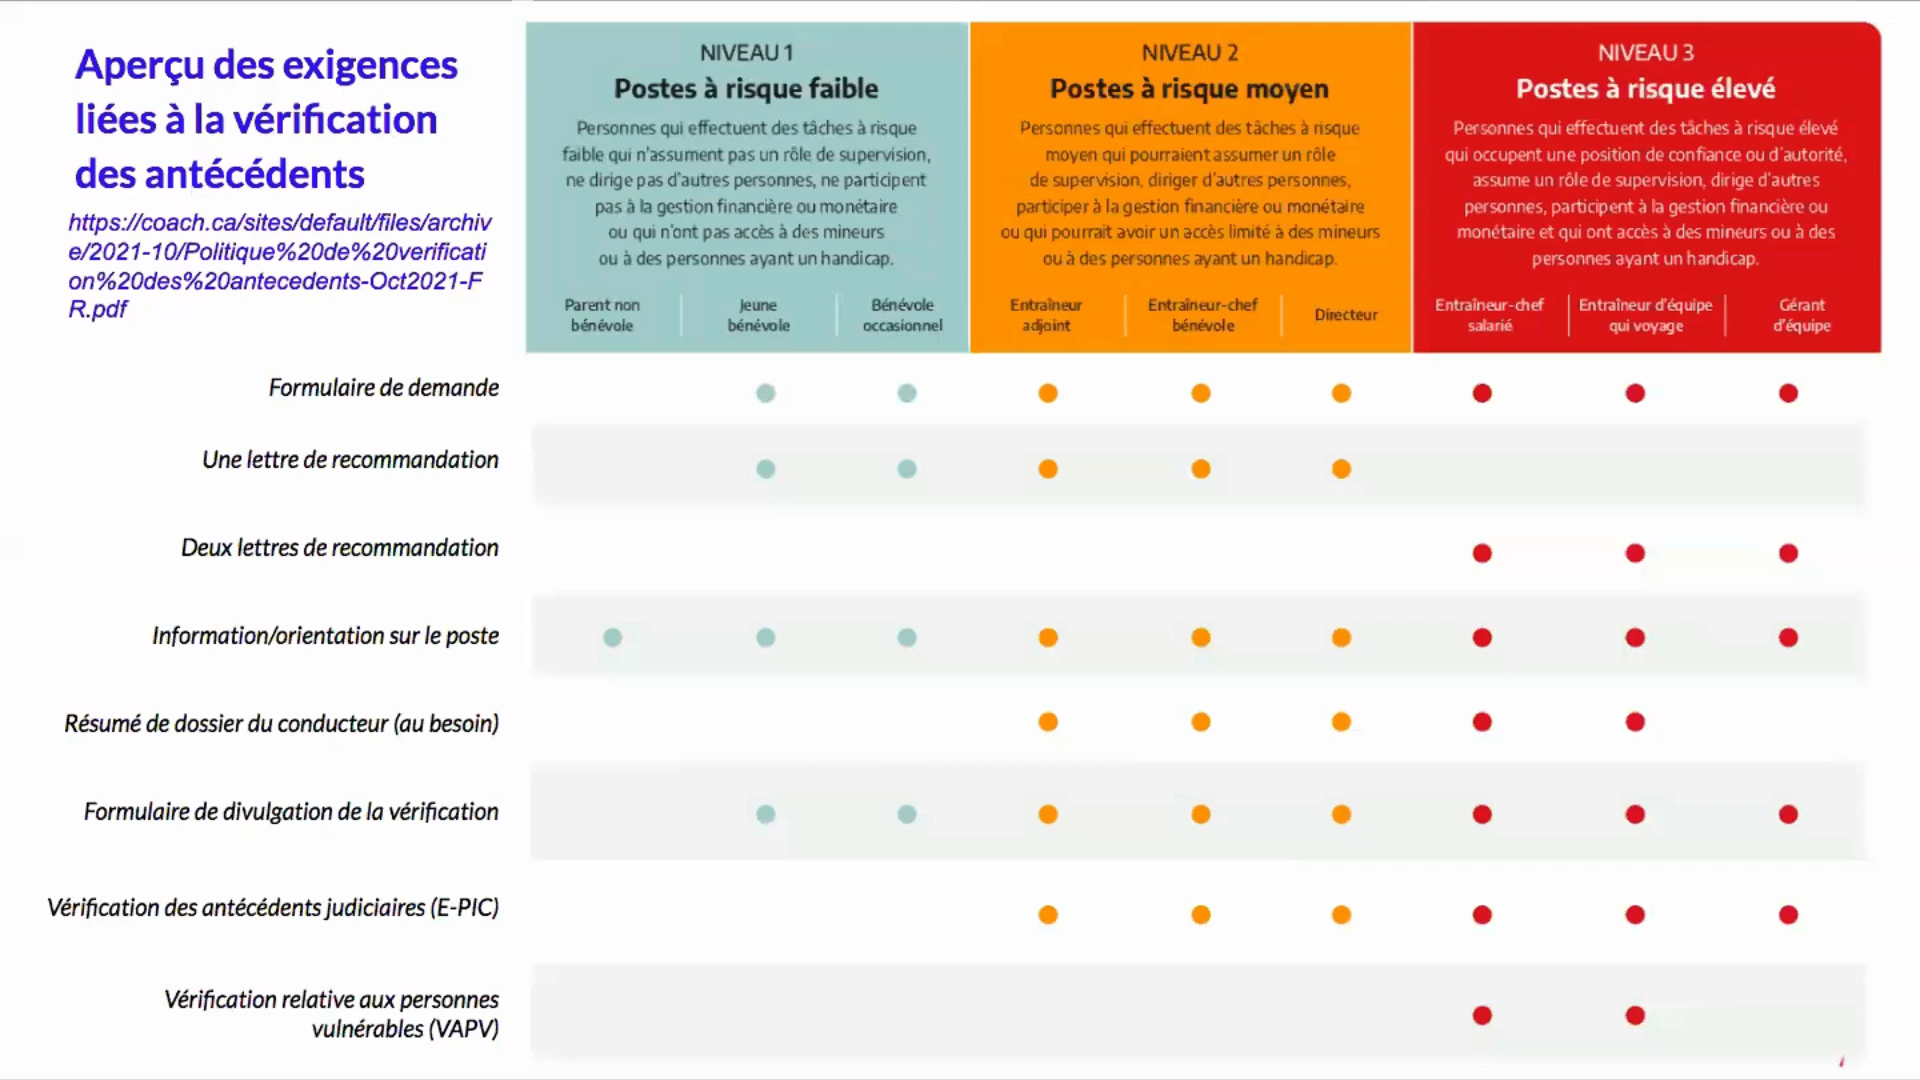 Aperçu des exigences
liées à la vérification
des antécédents
https://coach.ca/sites/default/files/archiv
e/2021-10/Politique%20de%20verificati
on%20des%20antecedents-Oct2021-F
R.pdf
NIVEAU 1
Postes à risque faible
Personnes qui effectuent des tâches à risque
faible qui n'assument pas un rôle de supervision,
ne dirige pas d'autres personnes, ne participent
pas à la gestion financière ou monétaire
ou qui n'ont pas accès à des mineurs
ou à des personnes ayant un handicap.
Parent non
bénévole
Jeune
bénévole
Bénévole
occasionnel
NIVEAU 2
Postes à risque moyen
Personnes qui effectuent des tâches à risque
moyen qui pourraient assumer un rôle
de supervision, diriger d'autres personnes,
participer à la gestion financière ou monétaire
ou qui pourrait avoir un accès limité à des mineurs
ou à des personnes ayant un handicap.
Entraîneur
adjoint
Entraîneur-chef
bénévole
Directeur
NIVEAU 3
Postes à risque élevé
Personnes qui effectuent des tâches à risque élevé
qui occupent une position de confiance ou d'autorité,
assume un rôle de supervision, dirige d'autres
personnes, participent à la gestion financière ou
monétaire et qui ont accès à des mineurs ou à des
personnes ayant un handicap.
Entraîneur-chef
salarié
Entraîneur d'équipe
qui voyage
Gérant
d'équipe
Formulaire de demande
Une lettre de recommandation
Deux lettres de recommandation
Information/orientation sur le poste
Résumé de dossier du conducteur (au besoin)
Formulaire de divulgation de la vérification
Vérification des antécédents judiciaires (E-PIC)
Vérification relative aux personnes
vulnérables (VAPV)